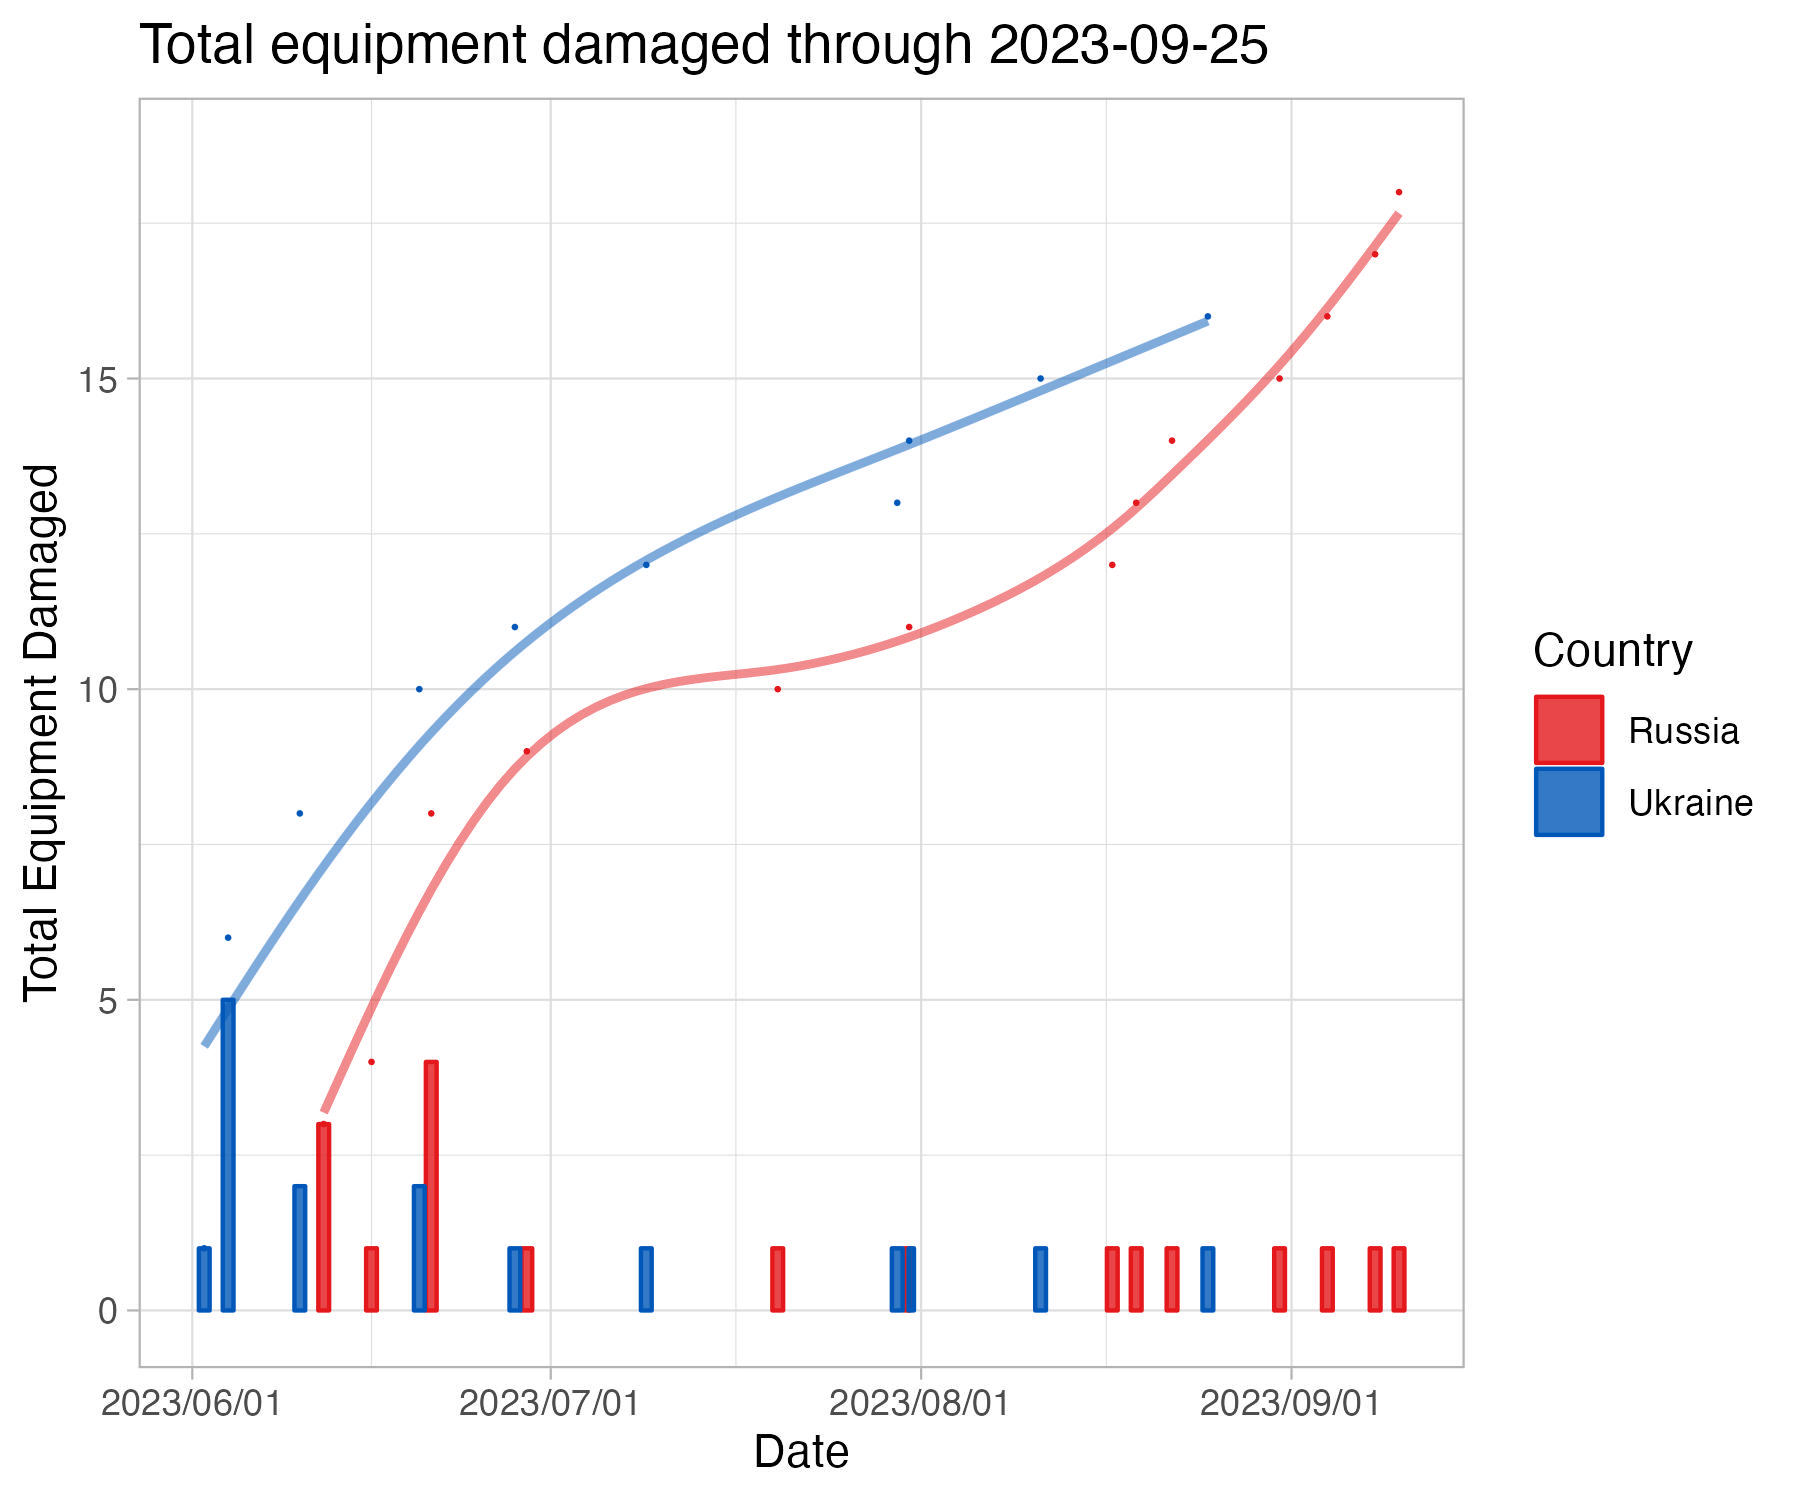 Total equipment damaged through 2023-09-25
Total Equipment Damaged
15
10
5
0
2023/06/01
2023/07/01
2023/08/01
2023/09/01
Date
Country
Russia
Ukraine